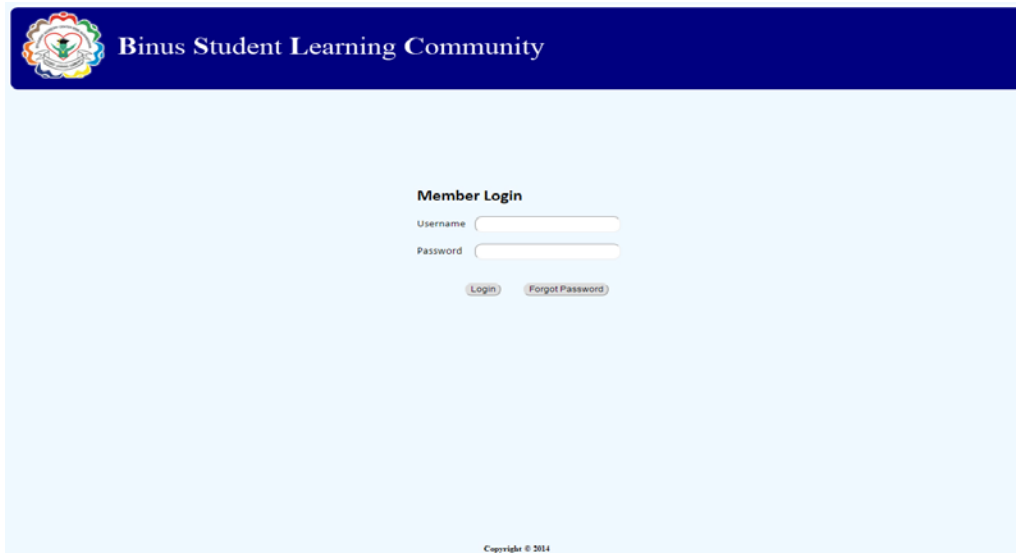 Binus Student Learning Community
Member Login
Username
Password
Login
Forgot Password
Copyright © 2014